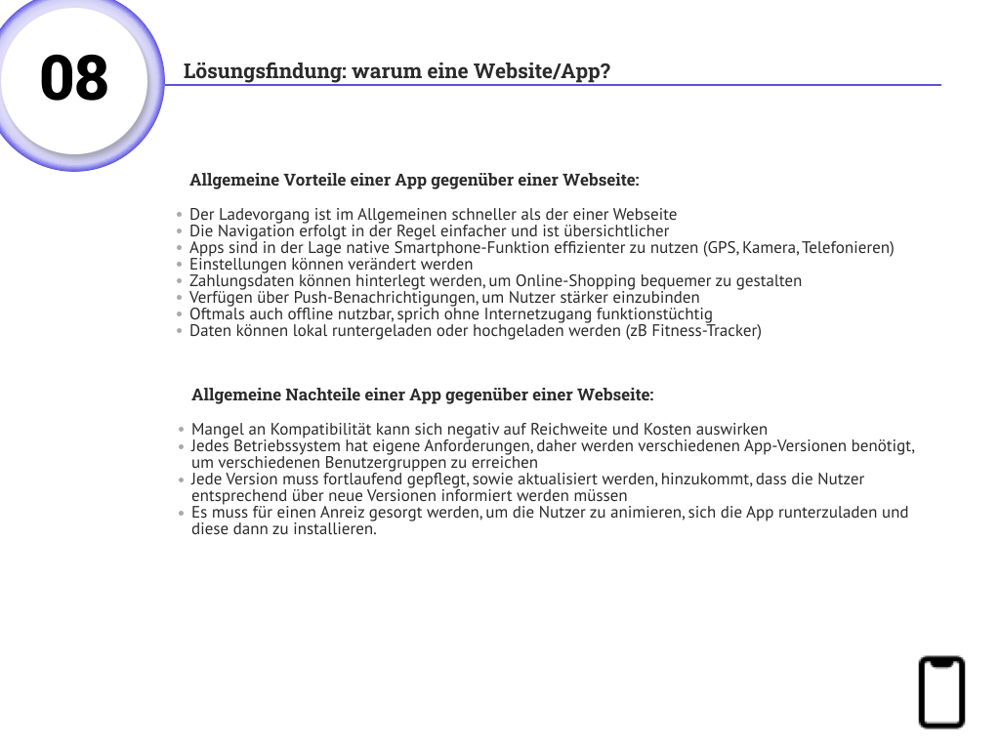 08
Lösungsfindung: warum eine Website/App?
Allgemeine Vorteile einer App gegenüber einer Webseite:
• Der Ladevorgang ist im Allgemeinen schneller als der einer Webseite
• Die Navigation erfolgt in der Regel einfacher und ist übersichtlicher
• Apps sind in der Lage native Smartphone-Funktion effizienter zu nutzen (GPS, Kamera, Telefonieren)
• Einstellungen können verändert werden
• Zahlungsdaten können hinterlegt werden, um Online-Shopping bequemer zu gestalten
• Verfügen über Push-Benachrichtigungen, um Nutzer stärker einzubinden
• Oftmals auch offline nutzbar, sprich ohne Internetzugang funktionstüchtig
• Daten können lokal runtergeladen oder hochgeladen werden (zB Fitness-Tracker)
Allgemeine Nachteile einer App gegenüber einer Webseite:
• Mangel an Kompatibilität kann sich negativ auf Reichweite und Kosten auswirken
• Jedes Betriebssystem hat eigene Anforderungen, daher werden verschiedenen App-Versionen benötigt,
um verschiedenen Benutzergruppen zu erreichen
• Jede Version muss fortlaufend gepflegt, sowie aktualisiert werden, hinzukommt, dass die Nutzer
entsprechend über neue Versionen informiert werden müssen
• Es muss für einen Anreiz gesorgt werden, um die Nutzer zu animieren, sich die App runterzuladen und
diese dann zu installieren.